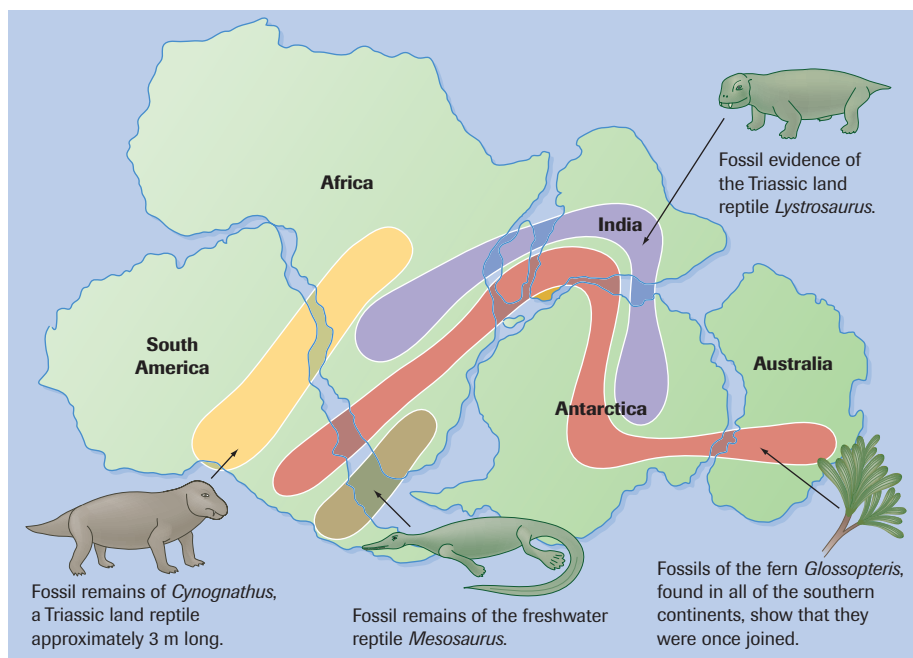 Africa
India
South
America
Australia
Antarctica
Fossil evidence of
the Triassic land
reptile Lystrosaurus.
Fossil remains of Cynognathus,
a Triassic land reptile
approximately 3 m long.
Fossil remains of the freshwater
reptile Mesosaurus.
Fossils of the fern Glossopteris,
found in all of the southern
continents, show that they
were once joined.